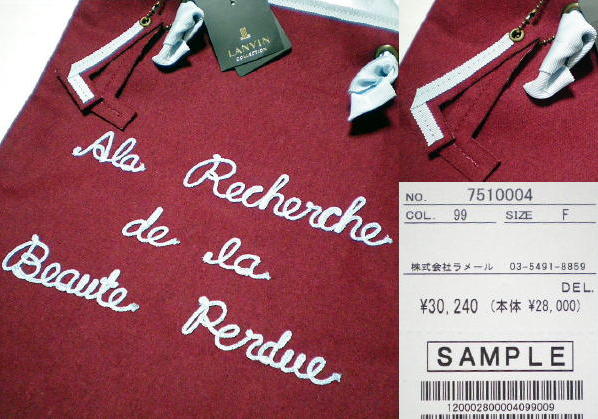 LANVIN
COLLECTION
Ala Recherche
de la
Beaute Perdue
NO. 7510004
COL. 99 SIZE F
株式会社ラメール 03-5491-8859
DEL.
¥30,240 (本体 ¥28,000)
SAMPLE
120002800004099009